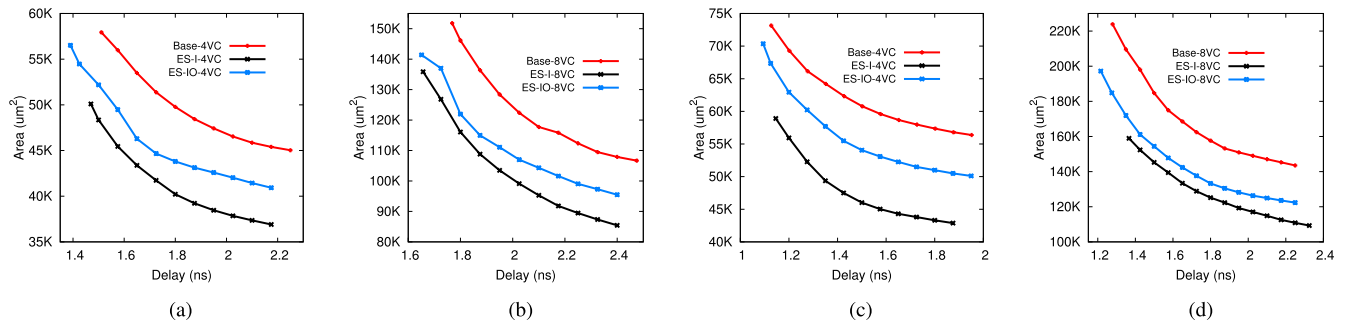 60K
55K
50K
45K
40K
35K
Area (um²)
1.4 1.6 1.8 2 2.2
Delay (ns)
Base-4VC
ES-I-4VC
ES-IO-4VC
(a)
150K
140K
130K
120K
110K
100K
90K
80K
Area (um²)
1.6 1.8 2 2.2 2.4
Delay (ns)
Base-8VC
ES-I-8VC
ES-IO-8VC
(b)
75K
70K
65K
60K
55K
50K
45K
40K
Area (um²)
1 1.2 1.4 1.6 1.8 2
Delay (ns)
Base-4VC
ES-I-4VC
ES-IO-4VC
(c)
220K
200K
180K
160K
140K
120K
100K
Area (um²)
1.2 1.4 1.6 1.8 2 2.2 2.4
Delay (ns)
Base-8VC
ES-I-8VC
ES-IO-8VC
(d)